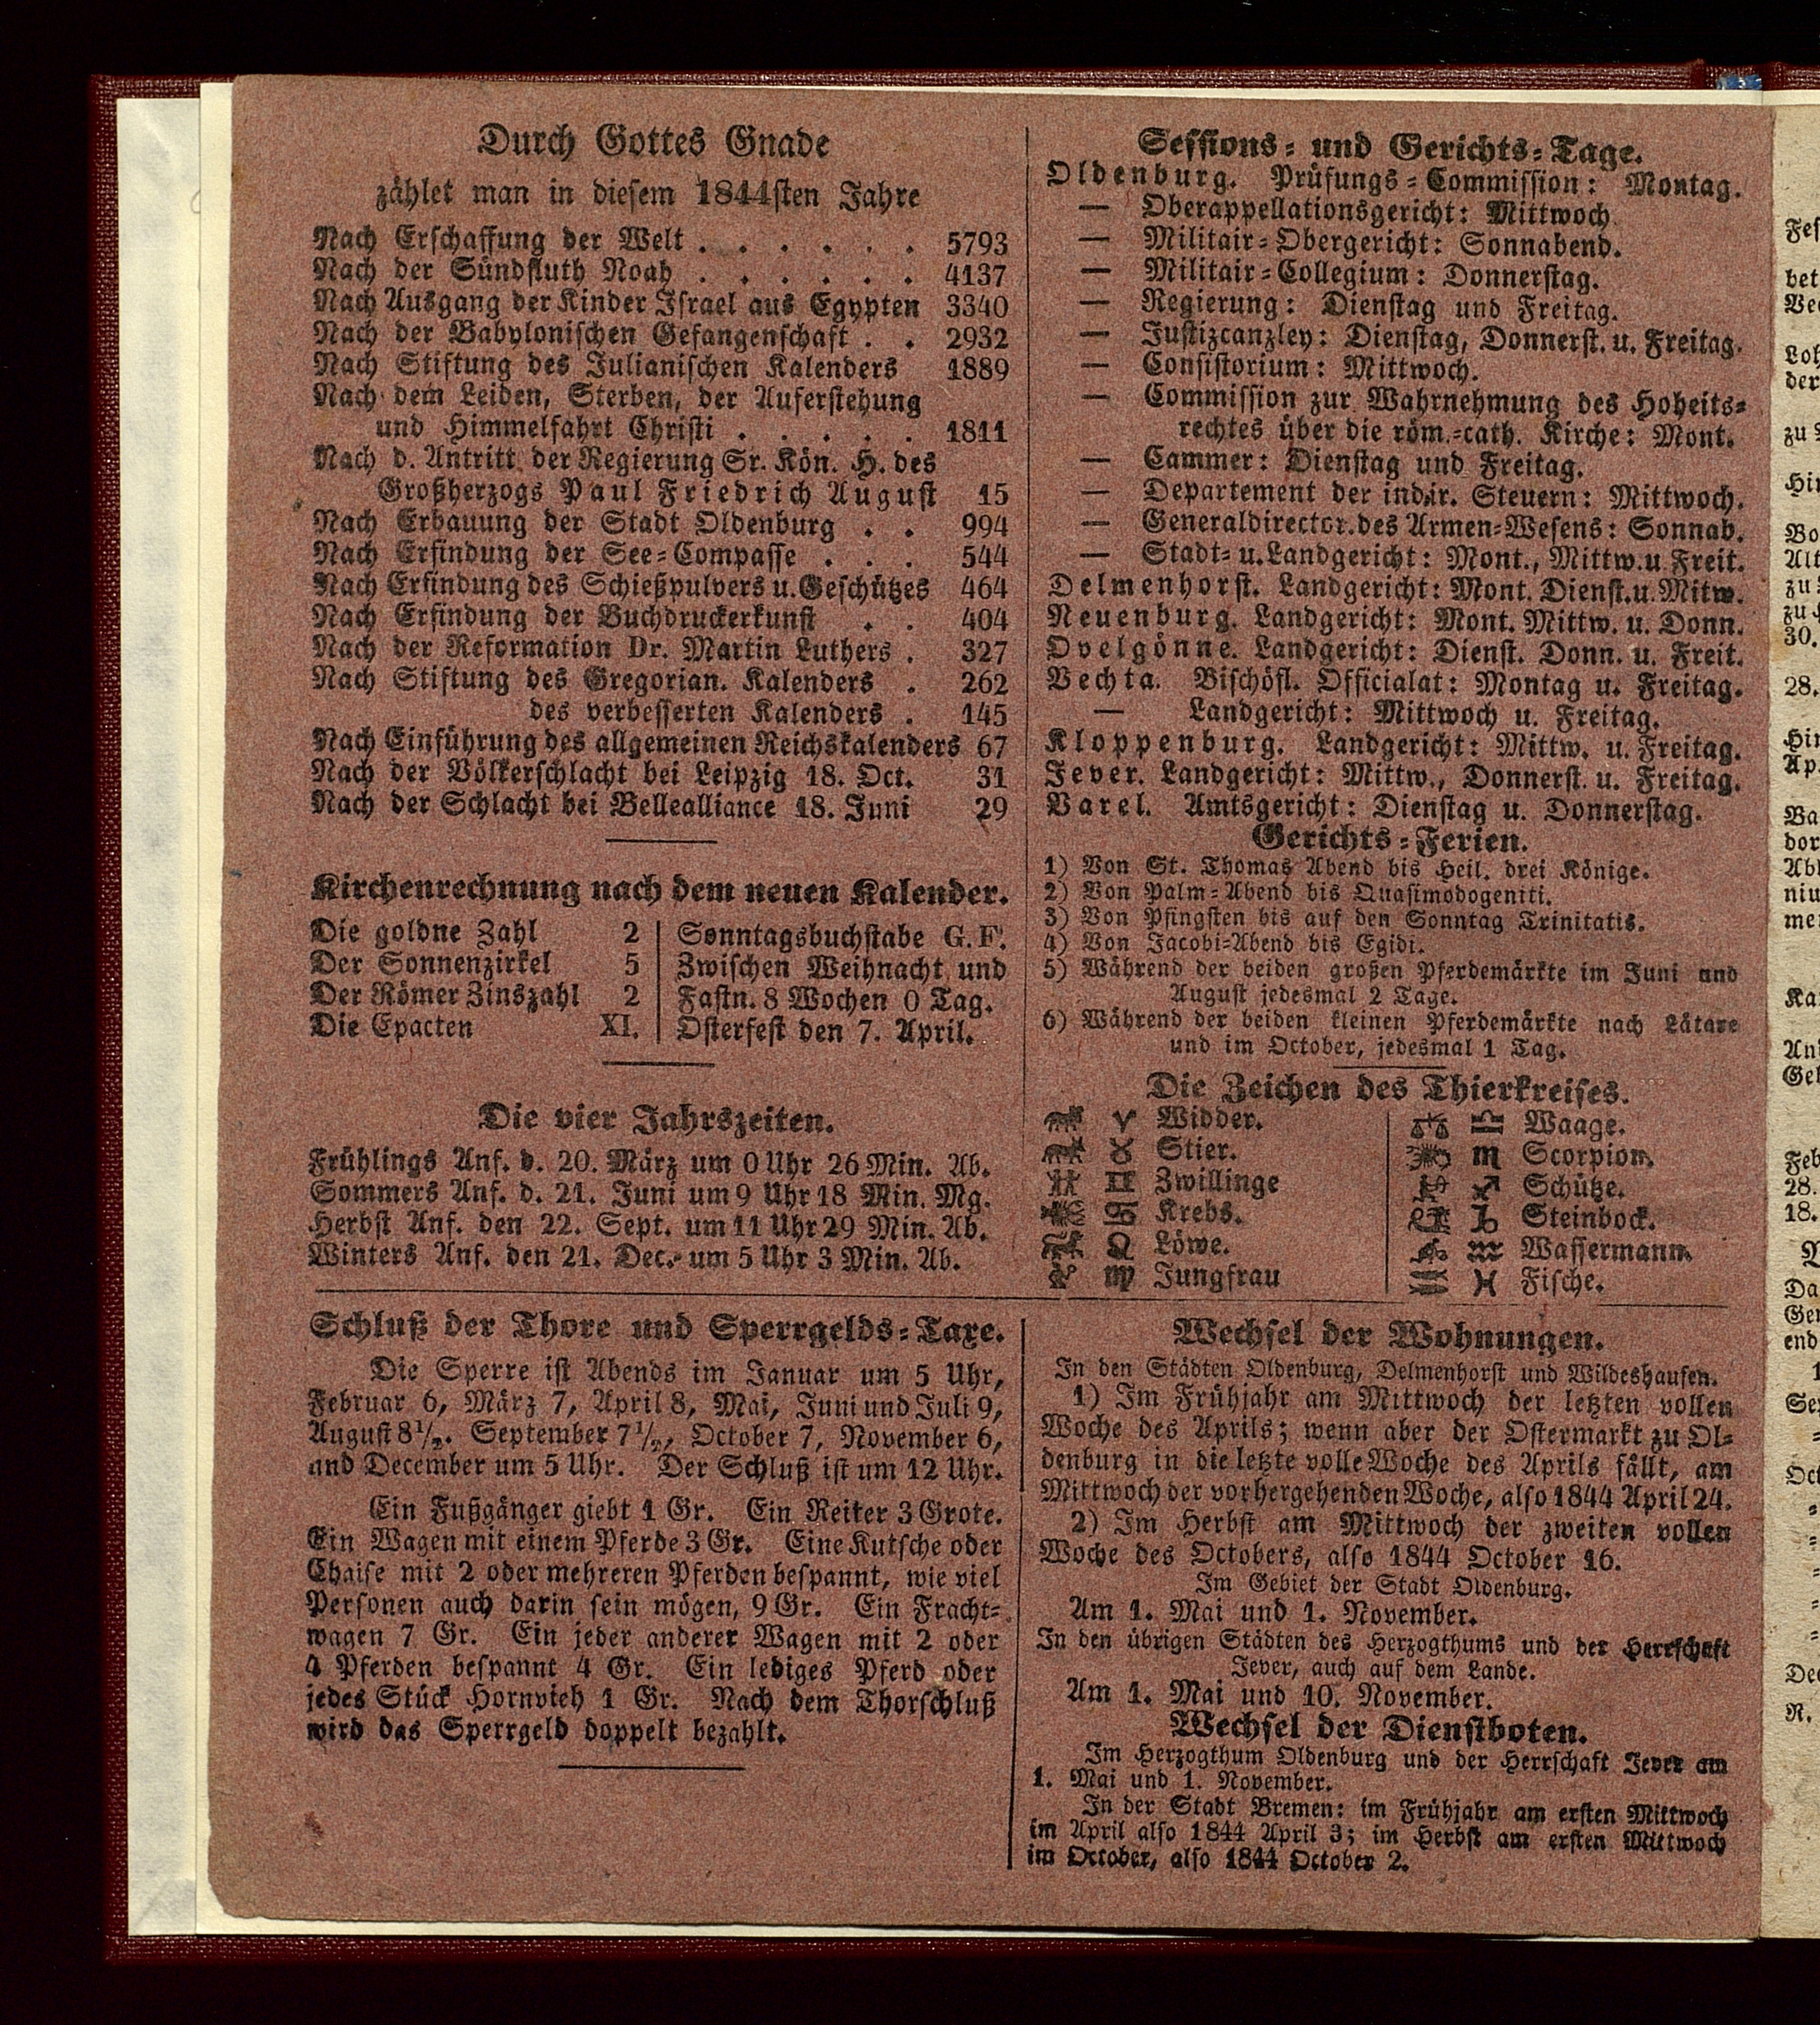 Durch Gottes Gnade
zählet man in diesem 1844sten Jahre
Nach Erschaffung der Welt . . . . . . 5793
Nach der Sündfluth Noah . . . . . . 4137
Nach Ausgang der Kinder Israel aus Egypten 3340
Nach der Babylonischen Gefangenschaft . . 2932
Nach Stiftung des Julianischen Kalenders 1889
Nach dem Leiden, Sterben, der Auferstehung
und Himmelfahrt Christi . . . . . 1811
Nach d. Antritt der Regierung Sr. Kön. H. des
Großherzogs Paul Friedrich August 15
Nach Erbauung der Stadt Oldenburg . . 994
Nach Erfindung der See-Compasse . . . 544
Nach Erfindung des Schießpulvers u. Geschützes 464
Nach Erfindung der Buchdruckerkunst . . 404
Nach der Reformation Dr. Martin Luthers . 327
Nach Stiftung des Gregorian. Kalenders . 262
des verbesserten Kalenders . 145
Nach Einführung des allgemeinen Reichskalenders 67
Nach der Völkerschlacht bei Leipzig 18. Oct. 31
Nach der Schlacht bei Bellealliance 18. Juni 29
Kirchenrechnung nach dem neuen Kalender.
Die goldne Zahl 2 | Sonntagsbuchstabe G. F.
Der Sonnenzirkel 5 | Zwischen Weihnacht und
Der Römer Zinszahl 2 | Fastn. 8 Wochen 0 Tag.
Die Epacten XI. | Osterfest den 7. April.
Die vier Jahrszeiten.
Frühlings Anf. d. 20. März um 0 Uhr 26 Min. Ab.
Sommers Anf. d. 21. Juni um 9 Uhr 18 Min. Mg.
Herbst Anf. den 22. Sept. um 11 Uhr 29 Min. Ab.
Winters Anf. den 21. Dec. um 5 Uhr 3 Min. Ab.
Schluß der Thore und Sperrgelds-Taxe.
Die Sperre ist Abends im Januar um 5 Uhr,
Februar 6, März 7, April 8, Mai, Juni und Juli 9,
August 8½. September 7½, October 7, November 6,
und December um 5 Uhr. Der Schluß ist um 12 Uhr.
Ein Fußgänger giebt 1 Gr. Ein Reiter 3 Grote.
Ein Wagen mit einem Pferde 3 Gr. Eine Kutsche oder
Chaise mit 2 oder mehreren Pferden bespannt, wie viel
Personen auch darin sein mögen, 9 Gr. Ein Fracht-
wagen 7 Gr. Ein jeder anderer Wagen mit 2 oder
4 Pferden bespannt 4 Gr. Ein lediges Pferd oder
jedes Stück Hornvieh 1 Gr. Nach dem Thorschluß
wird das Sperrgeld doppelt bezahlt.
Sessions- und Gerichts-Tage.
Oldenburg. Prüfungs-Commission: Montag.
— Oberappellationsgericht: Mittwoch
— Militair-Obergericht: Sonnabend.
— Militair-Collegium: Donnerstag.
— Regierung: Dienstag und Freitag.
— Justizcanzley: Dienstag, Donnerst. u. Freitag.
— Consistorium: Mittwoch.
— Commission zur Wahrnehmung des Hoheits-
rechtes über die röm.-cath. Kirche: Mont.
— Cammer: Dienstag und Freitag.
— Departement der indir. Steuern: Mittwoch.
— Generaldirector. des Armen-Wesens: Sonnab.
— Stadt- u. Landgericht: Mont., Mittw. u. Freit.
Delmenhorst. Landgericht: Mont. Dienst. u. Mitw.
Neuenburg. Landgericht: Mont. Mittw. u. Donn.
Ovelgönne. Landgericht: Dienst. Donn. u. Freit.
Vechta. Bischöfl. Officialat: Montag u. Freitag.
— Landgericht: Mittwoch u. Freitag.
Kloppenburg. Landgericht: Mittw. u. Freitag.
Jever. Landgericht: Mittw., Donnerst. u. Freitag.
Varel. Amtsgericht: Dienstag u. Donnerstag.
Gerichts-Ferien.
1) Von St. Thomas Abend bis Heil. drei Könige.
2) Von Palm-Abend bis Quasimodogeniti.
3) Von Pfingsten bis auf den Sonntag Trinitatis.
4) Von Jacobi-Abend bis Egidi.
5) Während der beiden großen Pferdemärkte im Juni und
August jedesmal 2 Tage.
6) Während der beiden kleinen Pferdemärkte nach Lätare
und im October, jedesmal 1 Tag.
Die Zeichen des Thierkreises.
♈ Widder. | ♎ Waage.
♉ Stier. | ♏ Scorpion.
♊ Zwillinge | ♐ Schütze.
♋ Krebs. | ♑ Steinbock.
♌ Löwe. | ♒ Wassermann.
♍ Jungfrau | ♓ Fische.
Wechsel der Wohnungen.
In den Städten Oldenburg, Delmenhorst und Wildeshausen.
1) Im Frühjahr am Mittwoch der letzten vollen
Woche des Aprils; wenn aber der Ostermarkt zu Ol-
denburg in die letzte volle Woche des Aprils fällt, am
Mittwoch der vorhergehenden Woche, also 1844 April 24.
2) Im Herbst am Mittwoch der zweiten vollen
Woche des Octobers, also 1844 October 16.
Im Gebiet der Stadt Oldenburg.
Am 1. Mai und 1. November.
In den übrigen Städten des Herzogthums und der Herrschaft
Jever, auch auf dem Lande.
Am 1. Mai und 10. November.
Wechsel der Dienstboten.
Im Herzogthum Oldenburg und der Herrschaft Jever am
1. Mai und 1. November.
In der Stadt Bremen: im Frühjahr am ersten Mittwoch
im April also 1844 April 3; im Herbst am ersten Mittwoch
im October, also 1844 October 2.